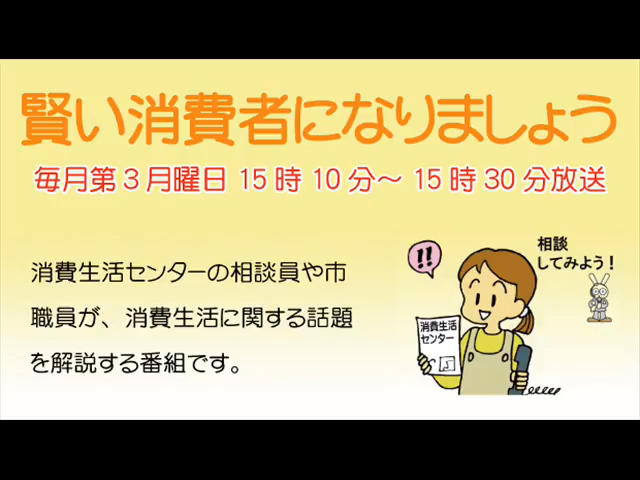 賢い消費者になりましょう
毎月第３月曜日 15 時 10 分～ 15 時 30 分放送
消費生活センターの相談員や市
職員が、消費生活に関する話題
を解説する番組です。
!!
相談
してみよう！
消費生活
センター